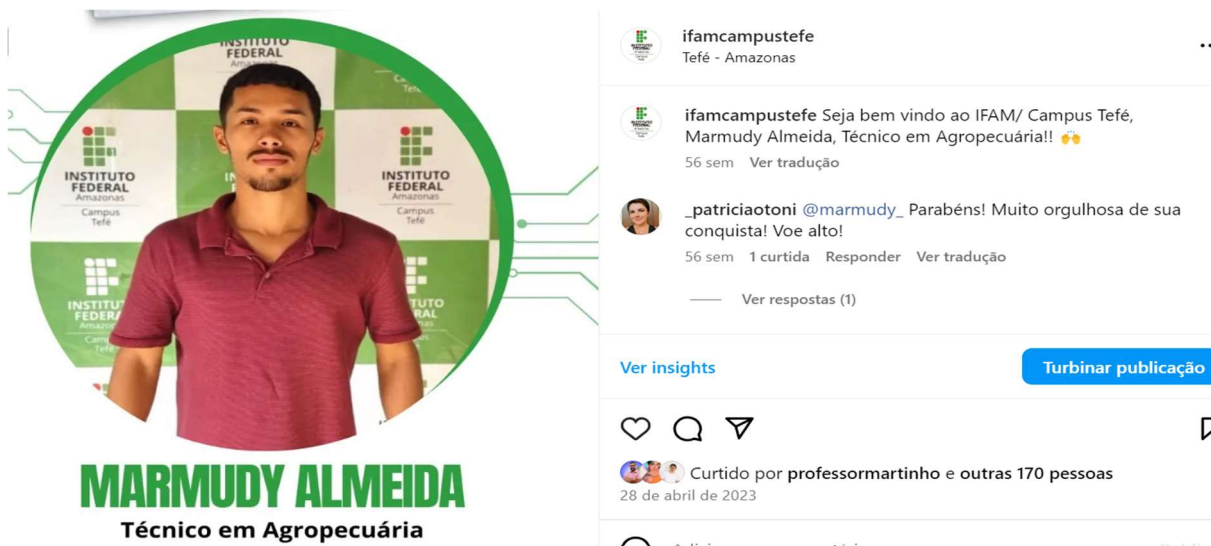 INSTITUTO
FEDERAL
Amazonas
INSTITUTO
FEDERAL
Amazonas
Campus
Tefé
INSTITUTO
FEDERAL
Amazonas
Campus
Tefé
MARMUDY ALMEIDA
Técnico em Agropecuária
ifamcampustefe
Tefé - Amazonas
ifamcampustefe Seja bem vindo ao IFAM/ Campus Tefé,
Marmudy Almeida, Técnico em Agropecuária!! 🙌
56 sem Ver tradução
_patriciaotoni @marmudy_ Parabéns! Muito orgulhosa de sua
conquista! Voe alto!
56 sem 1 curtida Responder Ver tradução
Ver respostas (1)
Ver insights
Turbinar publicação
Curtido por professormartinho e outras 170 pessoas
28 de abril de 2023